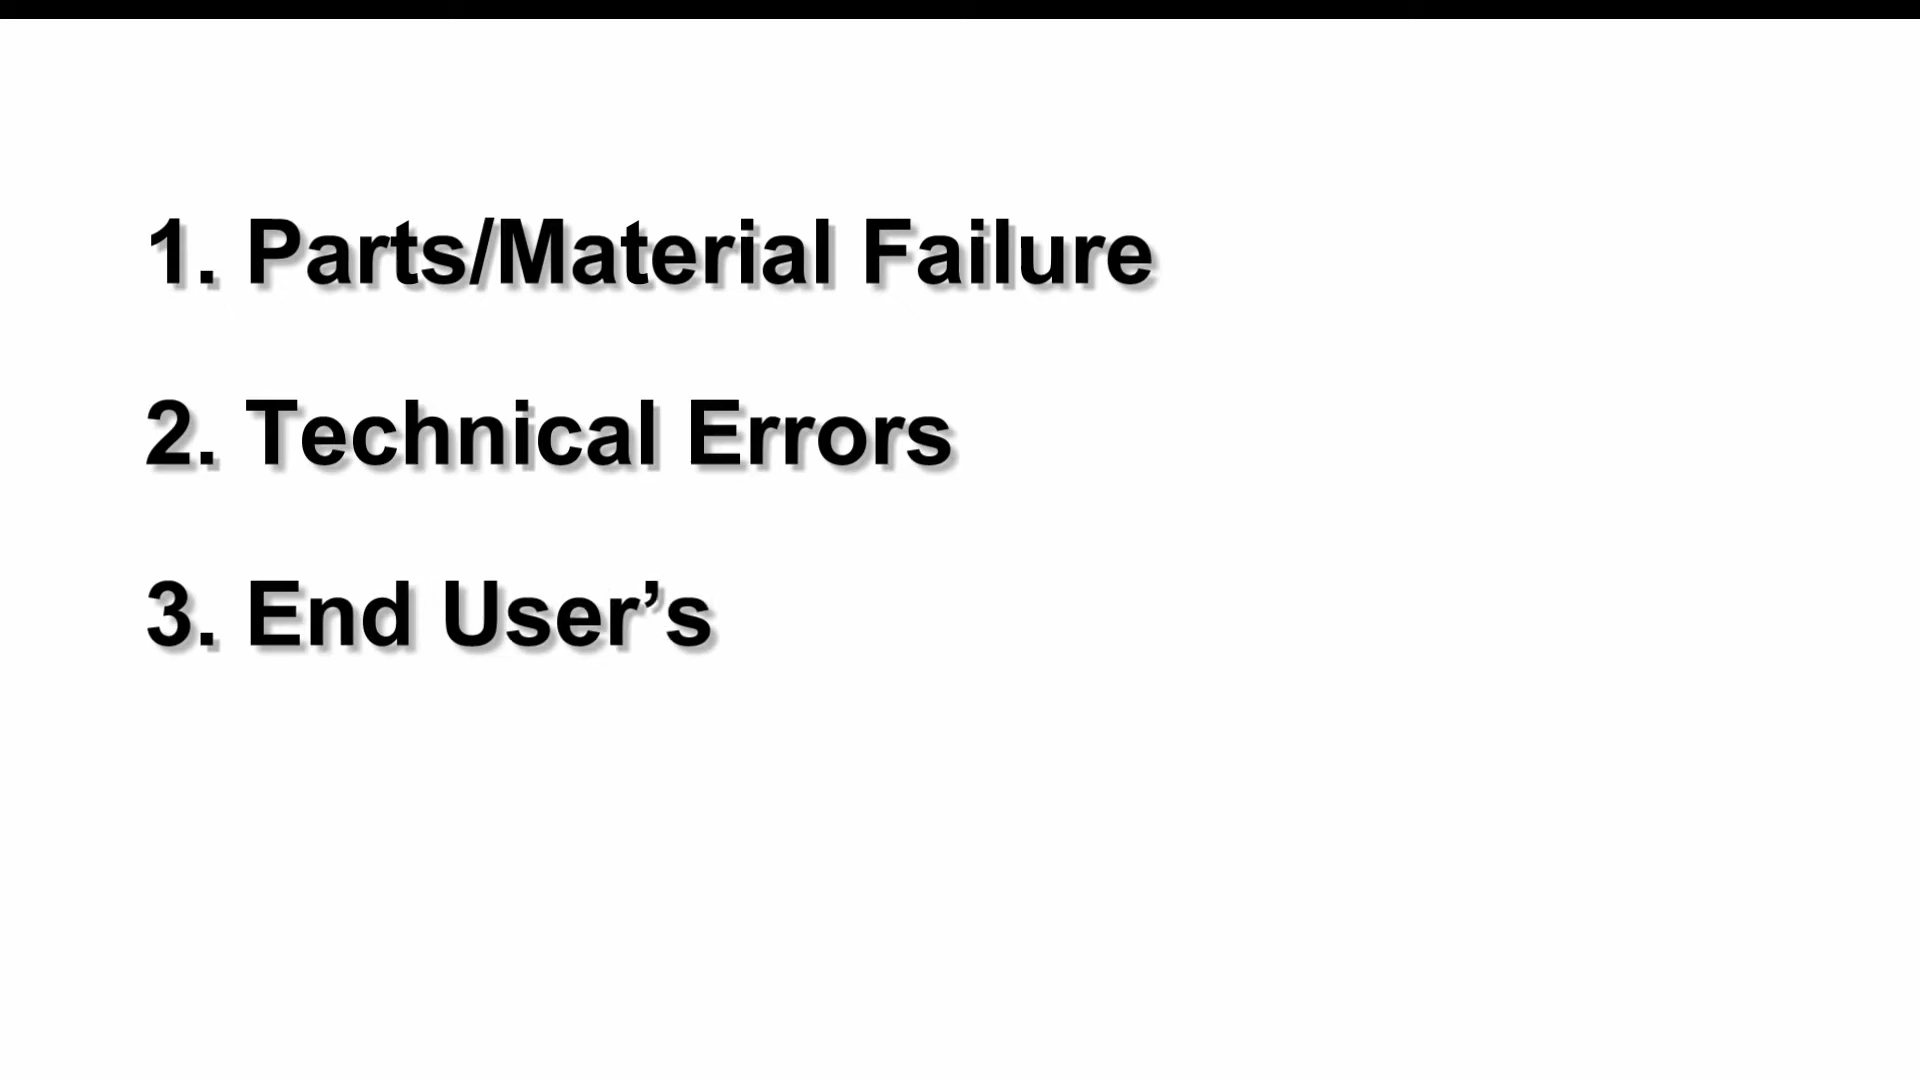 1. Parts/Material Failure
2. Technical Errors
3. End User’s